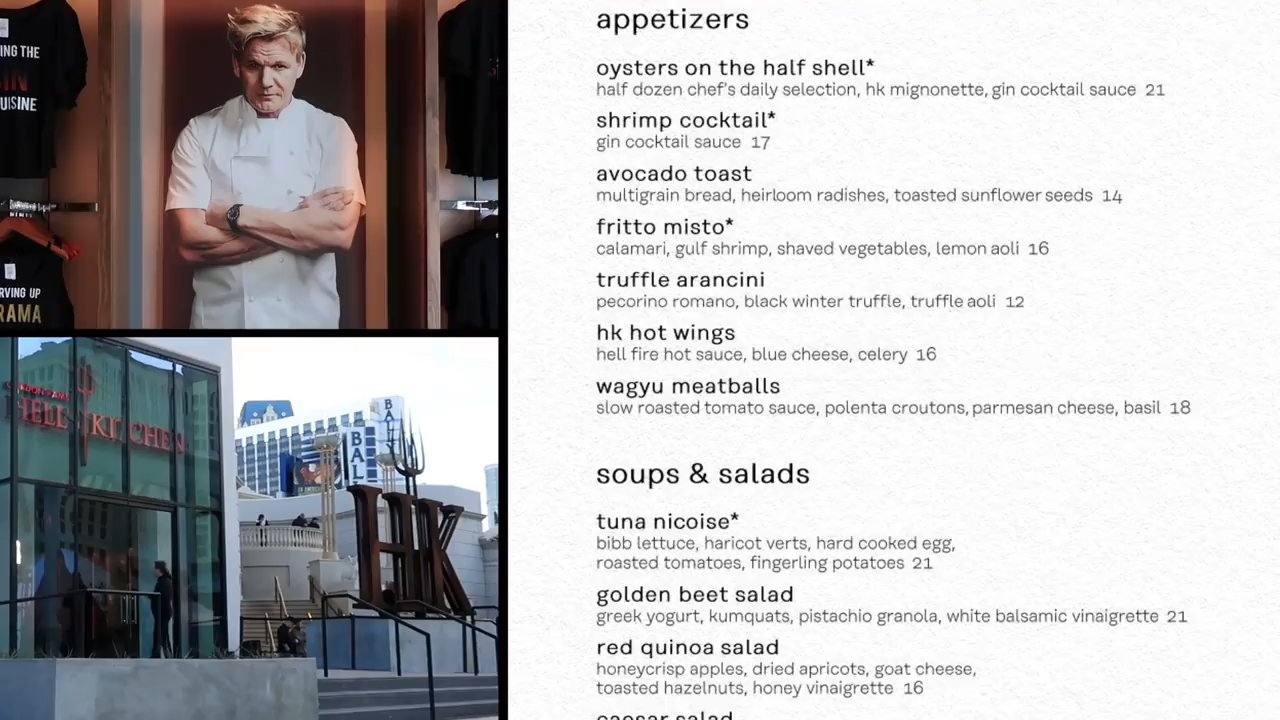 NG THE
UISINE
RVING UP
RAMA
HELL KITCHEN
BALLY
BAL
HK
appetizers
oysters on the half shell*
half dozen chef's daily selection, hk mignonette, gin cocktail sauce 21
shrimp cocktail*
gin cocktail sauce 17
avocado toast
multigrain bread, heirloom radishes, toasted sunflower seeds 14
fritto misto*
calamari, gulf shrimp, shaved vegetables, lemon aoli 16
truffle arancini
pecorino romano, black winter truffle, truffle aoli 12
hk hot wings
hell fire hot sauce, blue cheese, celery 16
wagyu meatballs
slow roasted tomato sauce, polenta croutons, parmesan cheese, basil 18
soups & salads
tuna nicoise*
bibb lettuce, haricot verts, hard cooked egg,
roasted tomatoes, fingerling potatoes 21
golden beet salad
greek yogurt, kumquats, pistachio granola, white balsamic vinaigrette 21
red quinoa salad
honeycrisp apples, dried apricots, goat cheese,
toasted hazelnuts, honey vinaigrette 16
caesar salad